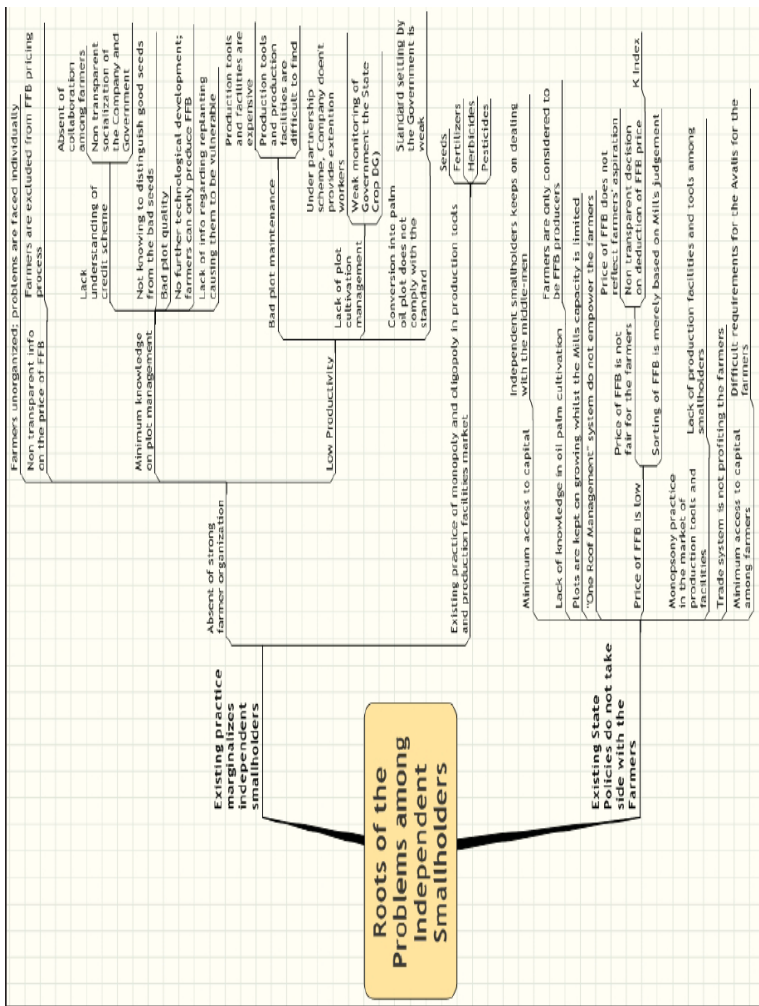 Roots of the
Problems among
Independent
Smallholders
Existing practice
marginalizes
independent
smallholders
Absent of strong
farmer organization
Farmers unorganized; problems are faced individually
Non transparent info
on the price of FFB
Farmers are excluded from FFB pricing
process
Minimum knowledge
on plot management
Lack
understanding of
credit scheme
Absent of
collaboration
among farmers
Non transparent
socialization of
the Company and
Government
Not knowing to distinguish good seeds
from the bad seeds
Bad plot quality
No further technological development;
farmers can only produce FFB
Lack of info regarding replanting
causing them to be vulnerable
Low Productivity
Bad plot maintenance
Production tools
and facilities are
expensive
Production tools
and production
facilities are
difficult to find
Lack of plot
cultivation
management
Under partnership
scheme, Company doen't
provide extention
workers
Weak monitoring of
Government the State
Crop DG)
Conversion into palm
oil plot does not
comply with the
standard
Standard setting by
the Government is
weak
Existing practice of monopoly and oligopoly in production tools
and production facilities market
Seeds
Fertilizers
Herbicides
Pesticides
Existing State
Policies do not take
side with the
Farmers
Minimum access to capital
Independent smallholders keeps on dealing
with the middle-men
Lack of knowledge in oil palm cultivation
Farmers are only considered to
be FFB producers
Plots are kept on growing whilst the Mills capacity is limited
"One Roof Management" system do not empower the farmers
Price of FFB is low
Price of FFB is not
fair for the farmers
Price of FFB does not
reflect farmers' aspiration
Non transparent decision
on deduction of FFB price
K Index
Sorting of FFB is merely based on Mills judgement
Monopsony practice
in the market of
production tools and
facilities
Lack of production facilities and tools among
smallholders
Trade system is not profiting the farmers
Minimum access to capital
among farmers
Difficult requirements for the Avalis for the
farmers